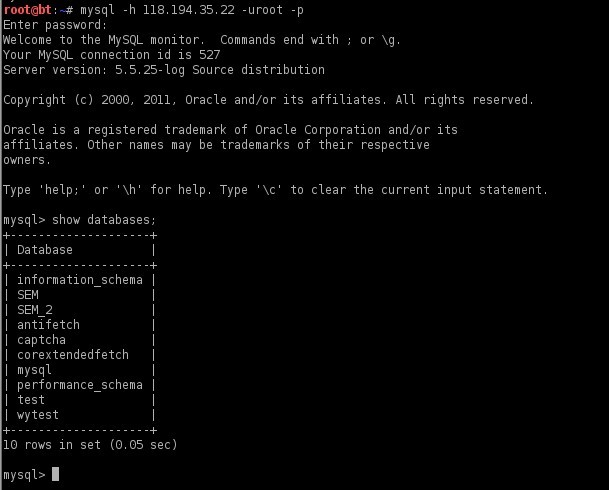 root@bt:~# mysql -h 118.194.35.22 -uroot -p
Enter password:
Welcome to the MySQL monitor.  Commands end with ; or \g.
Your MySQL connection id is 527
Server version: 5.5.25-log Source distribution

Copyright (c) 2000, 2011, Oracle and/or its affiliates. All rights reserved.

Oracle is a registered trademark of Oracle Corporation and/or its
affiliates. Other names may be trademarks of their respective
owners.

Type 'help;' or '\h' for help. Type '\c' to clear the current input statement.

mysql> show databases;
+--------------------+
| Database           |
+--------------------+
| information_schema |
| SEM                |
| SEM_2              |
| antifetch          |
| captcha            |
| corextendedfetch   |
| mysql              |
| performance_schema |
| test               |
| wytest             |
+--------------------+
10 rows in set (0.05 sec)

mysql>